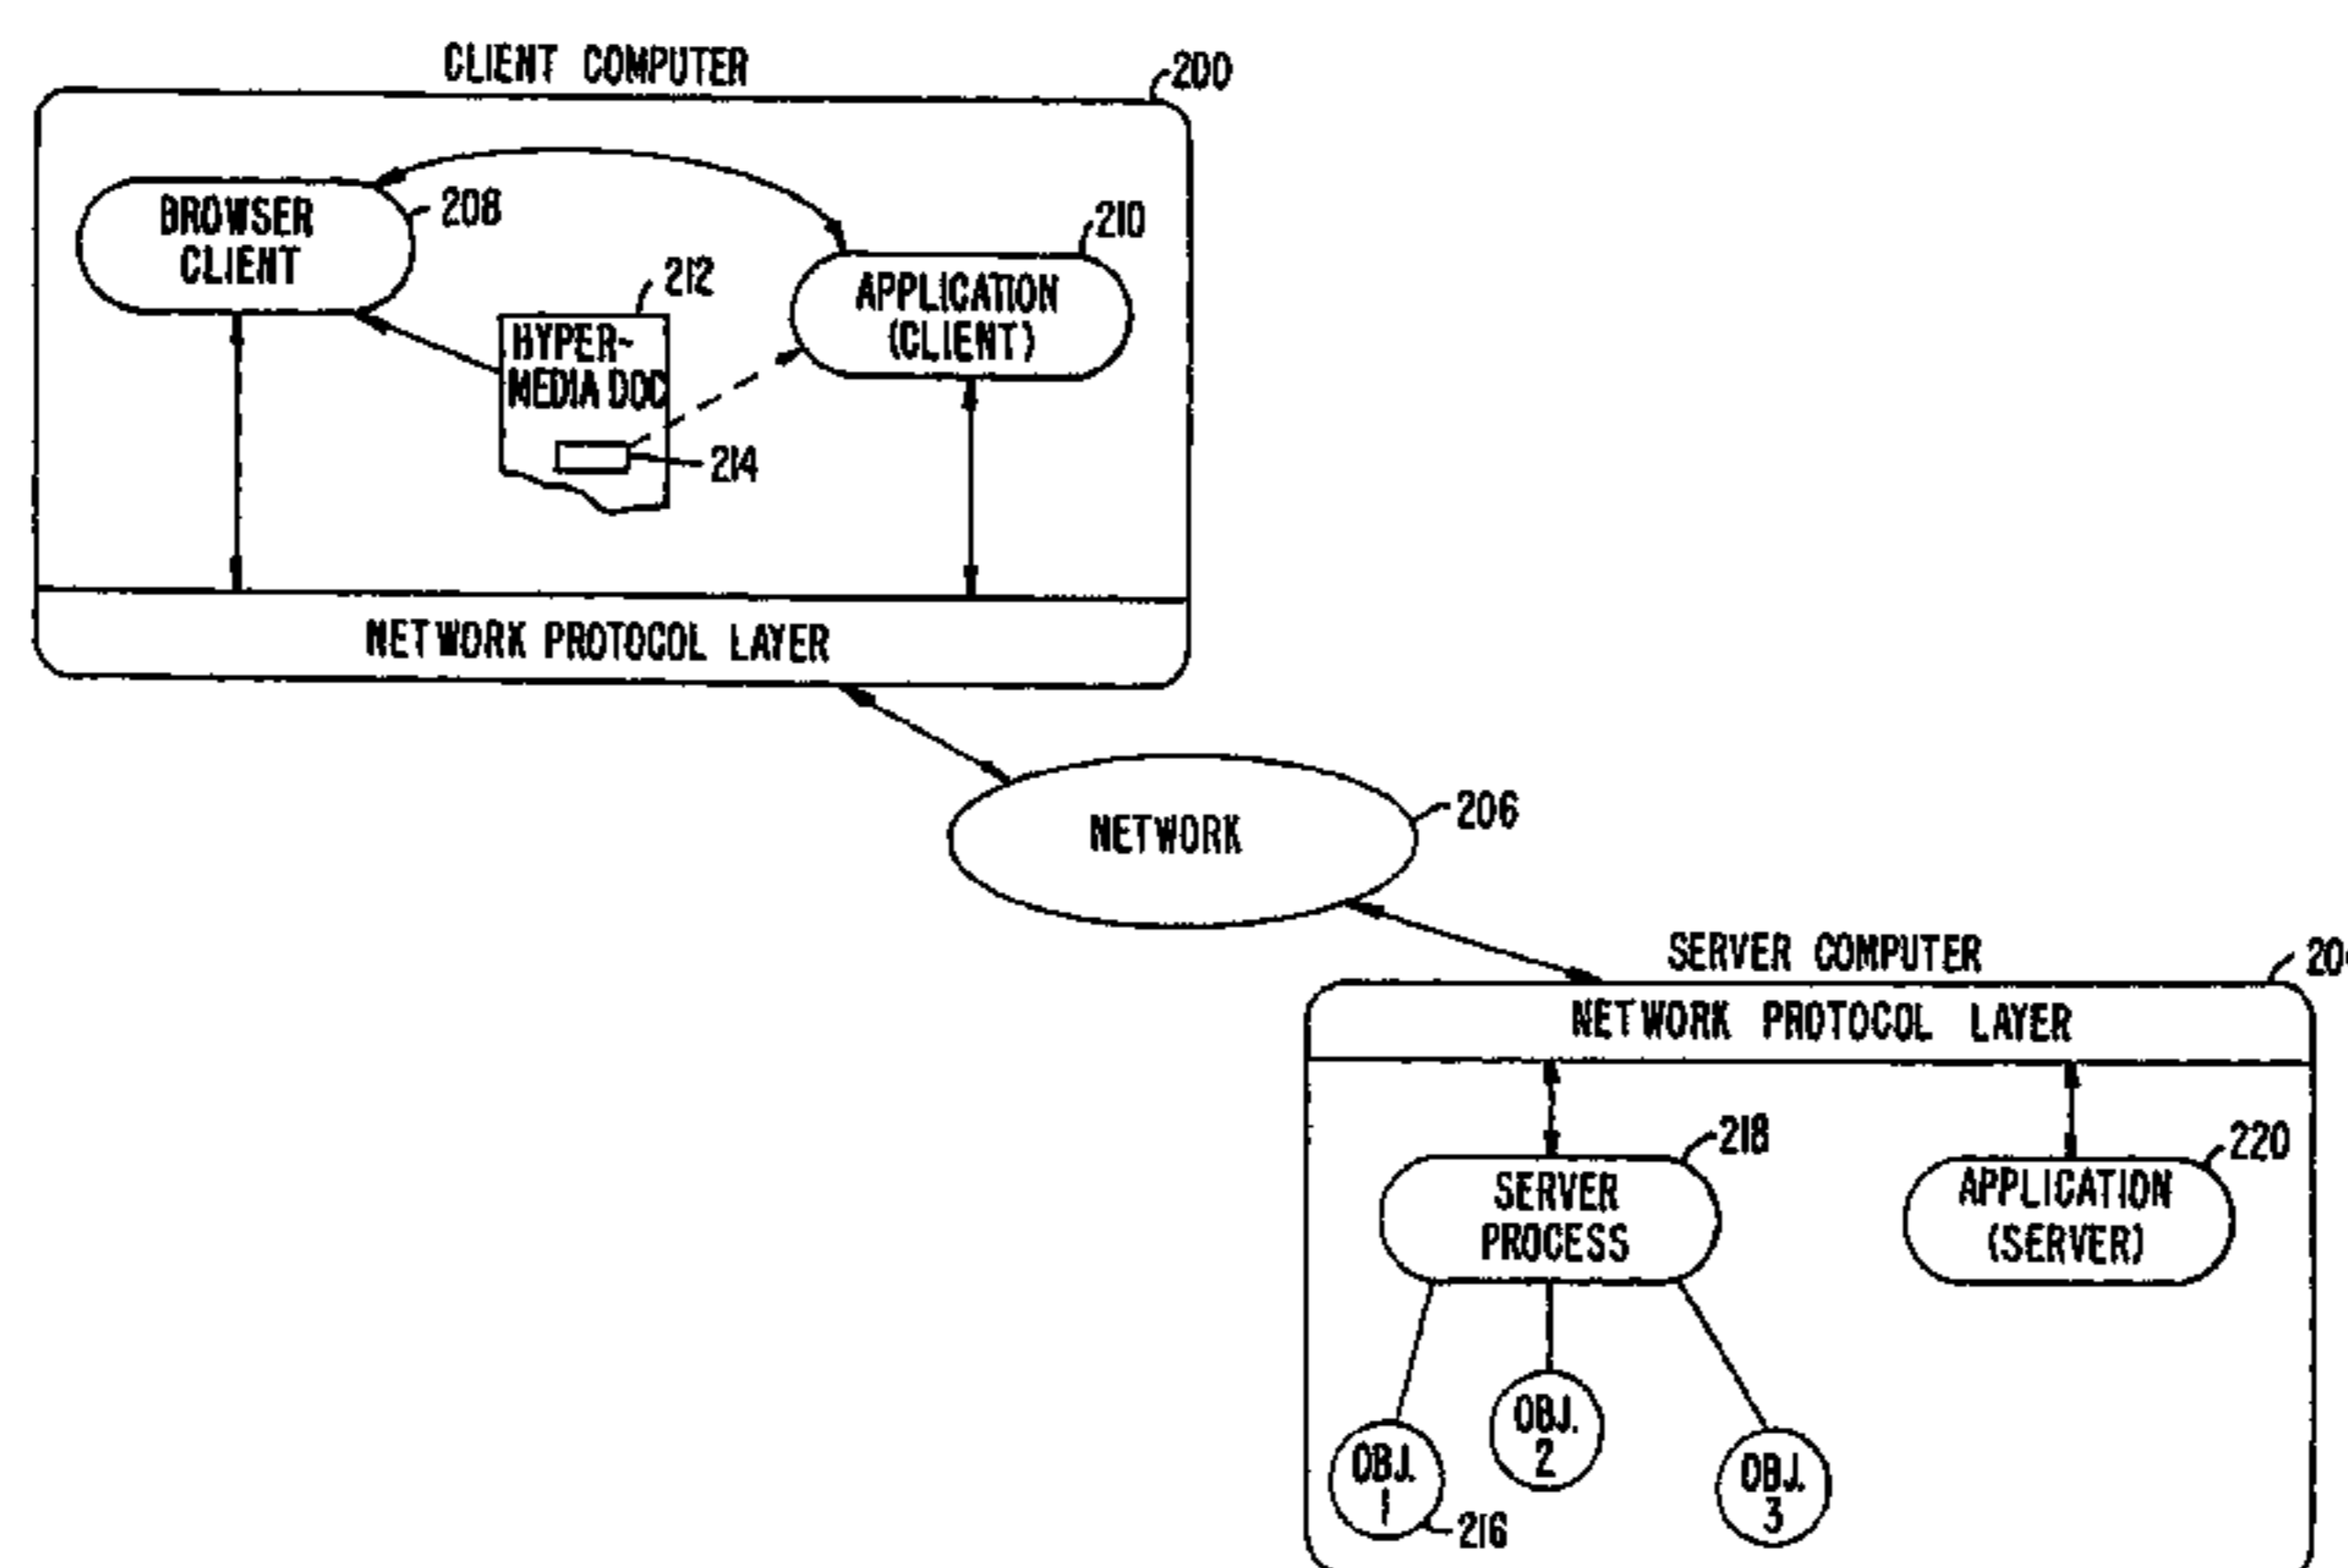 CLIENT COMPUTER
200
BROWSER
CLIENT
208
210
212
APPLICATION
(CLIENT)
HYPER-
MEDIA DOC
214
NETWORK PROTOCOL LAYER
NETWORK
206
SERVER COMPUTER
NETWORK PROTOCOL LAYER
218
220
SERVER
PROCESS
APPLICATION
(SERVER)
OBJ.
1
216
OBJ.
2
OBJ.
3